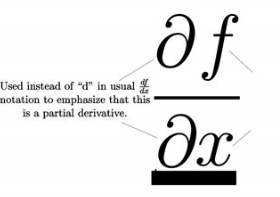 ∂f
Used instead of “d” in usual df/dx
notation to emphasize that this
is a partial derivative.
∂x